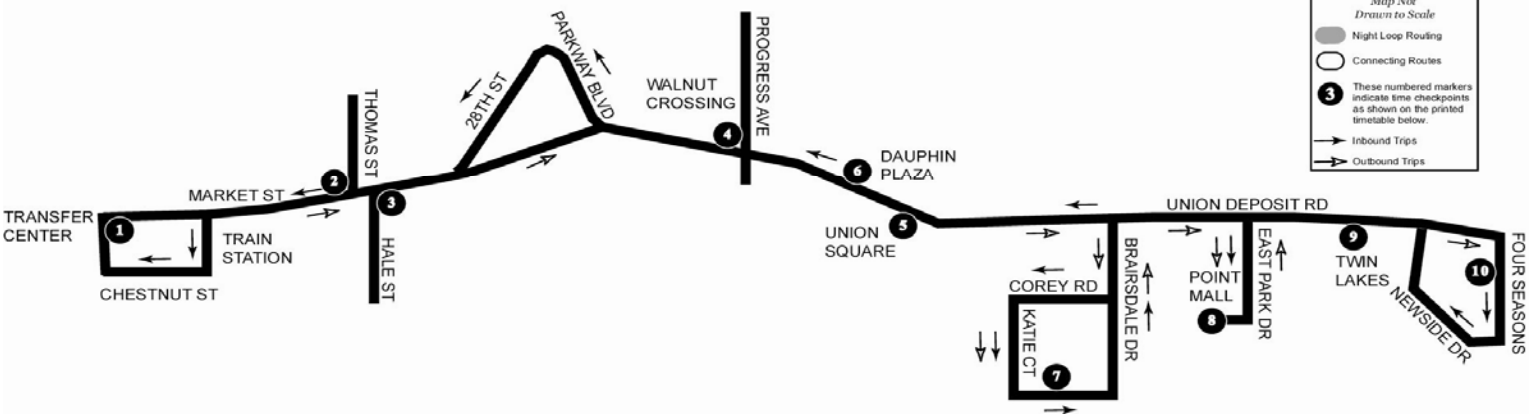 Map Not
Drawn to Scale
Night Loop Routing
Connecting Routes
3
These numbered markers
indicate time checkpoints
as shown on the printed
timetable below.
Inbound Trips
Outbound Trips
PARKWAY BLVD
28TH ST
PROGRESS AVE
WALNUT
CROSSING
4
THOMAS ST
2
MARKET ST
3
HALE ST
TRANSFER
CENTER
1
TRAIN
STATION
CHESTNUT ST
6
DAUPHIN
PLAZA
UNION
SQUARE
5
UNION DEPOSIT RD
BRAIRSDALE DR
COREY RD
KATIE CT
7
POINT
MALL
8
EAST PARK DR
9
TWIN
LAKES
10
NEWSIDE DR
FOUR SEASONS